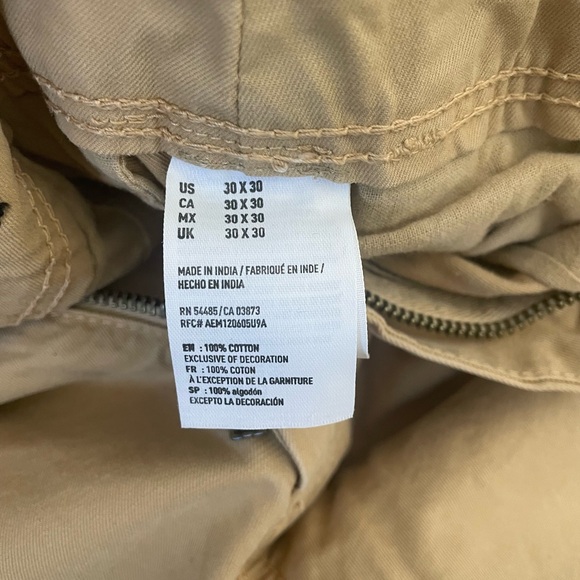 US 30 X 30
CA 30 X 30
MX 30 X 30
UK 30 X 30
MADE IN INDIA / FABRIQUÉ EN INDE /
HECHO EN INDIA
RN 54485 / CA 03873
RFC# AEM120605U9A
EN : 100% COTTON
EXCLUSIVE OF DECORATION
FR : 100% COTON
À L'EXCEPTION DE LA GARNITURE
SP : 100% algodón
EXCEPTO LA DECORACIÓN